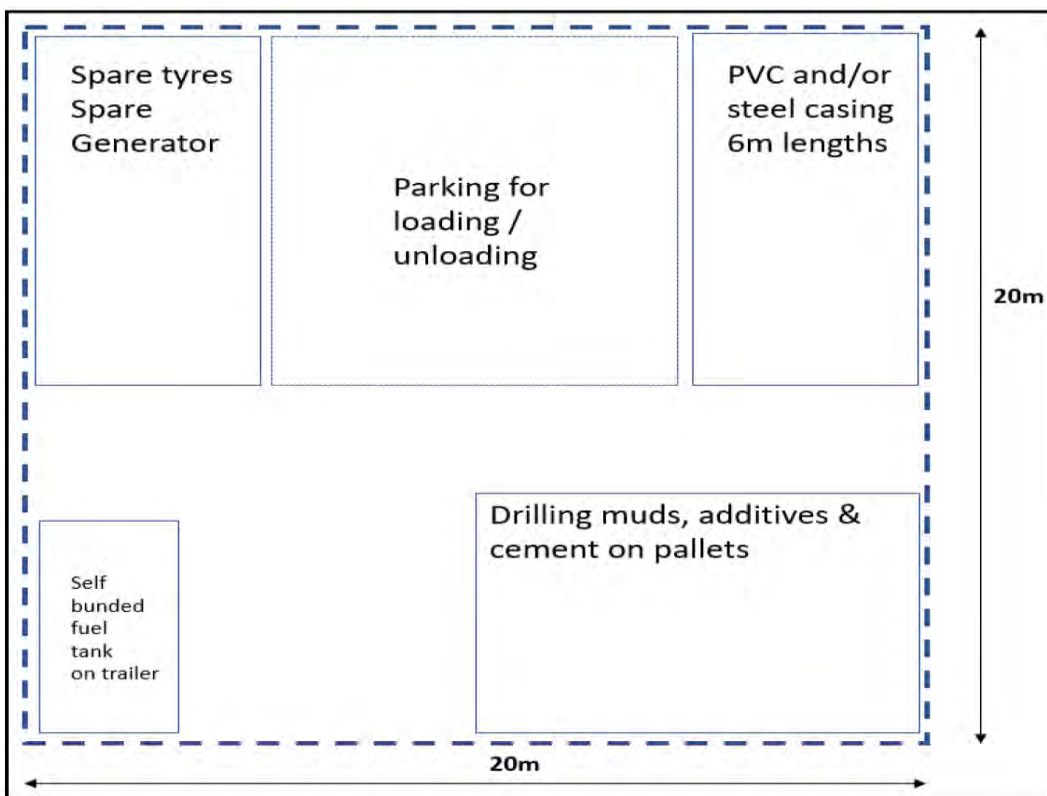 Spare tyres
Spare
Generator
Parking for
loading /
unloading
PVC and/or
steel casing
6m lengths
20m
Self
bunded
fuel
tank
on trailer
Drilling muds, additives &
cement on pallets
20m